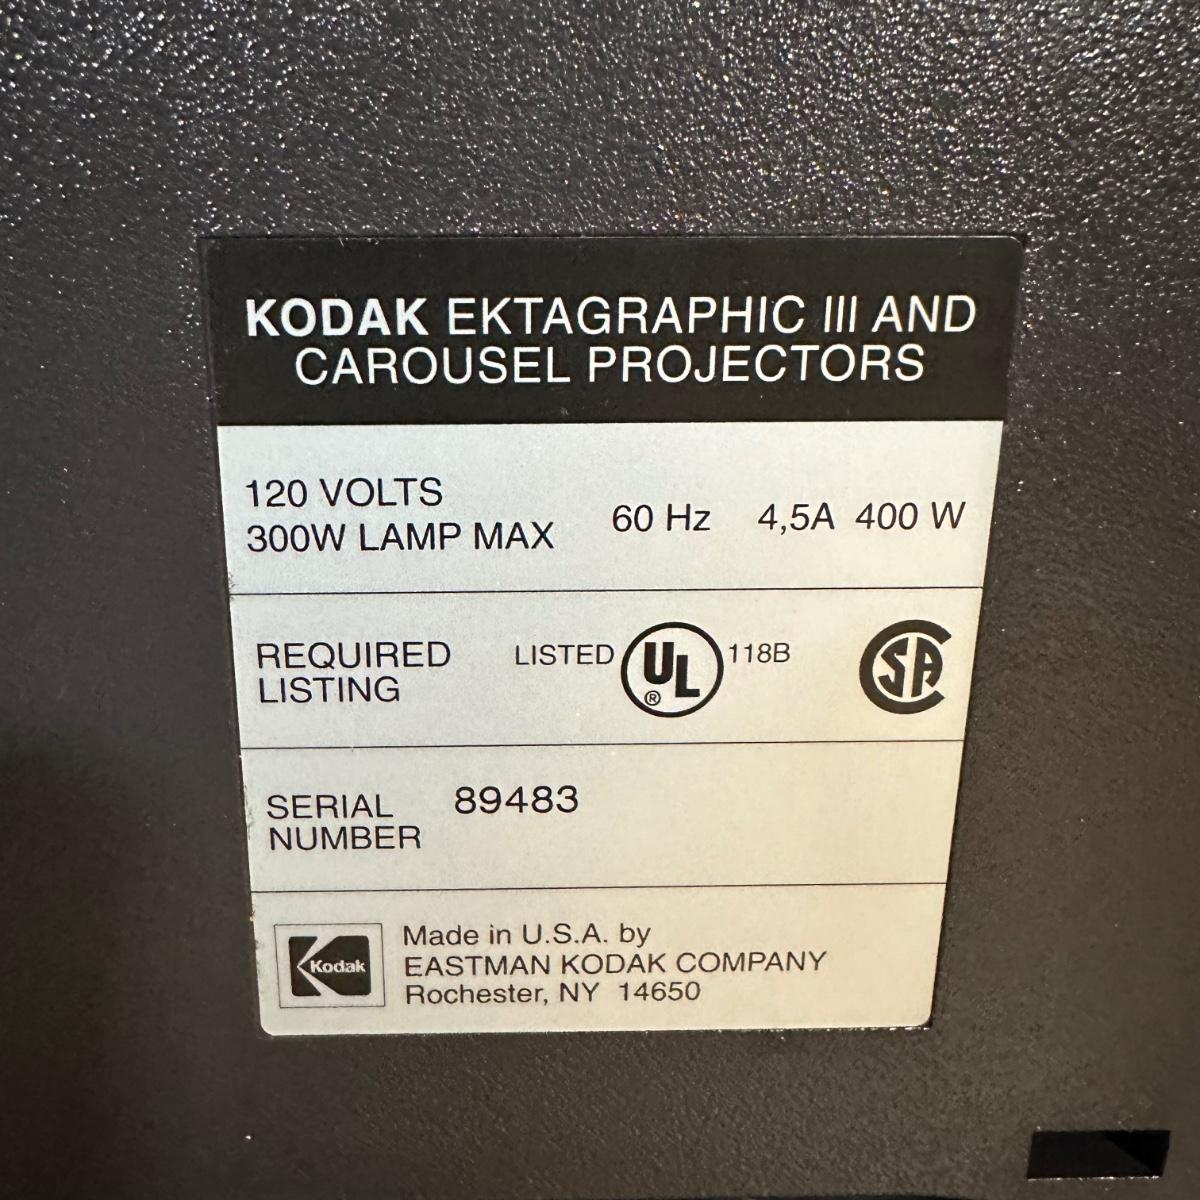 KODAK EKTAGRAPHIC III AND
CAROUSEL PROJECTORS
120 VOLTS
300W LAMP MAX
60 Hz 4,5A 400 W
REQUIRED
LISTING
LISTED UL ® 118B
SA
SERIAL
NUMBER
89483
Kodak
Made in U.S.A. by
EASTMAN KODAK COMPANY
Rochester, NY 14650